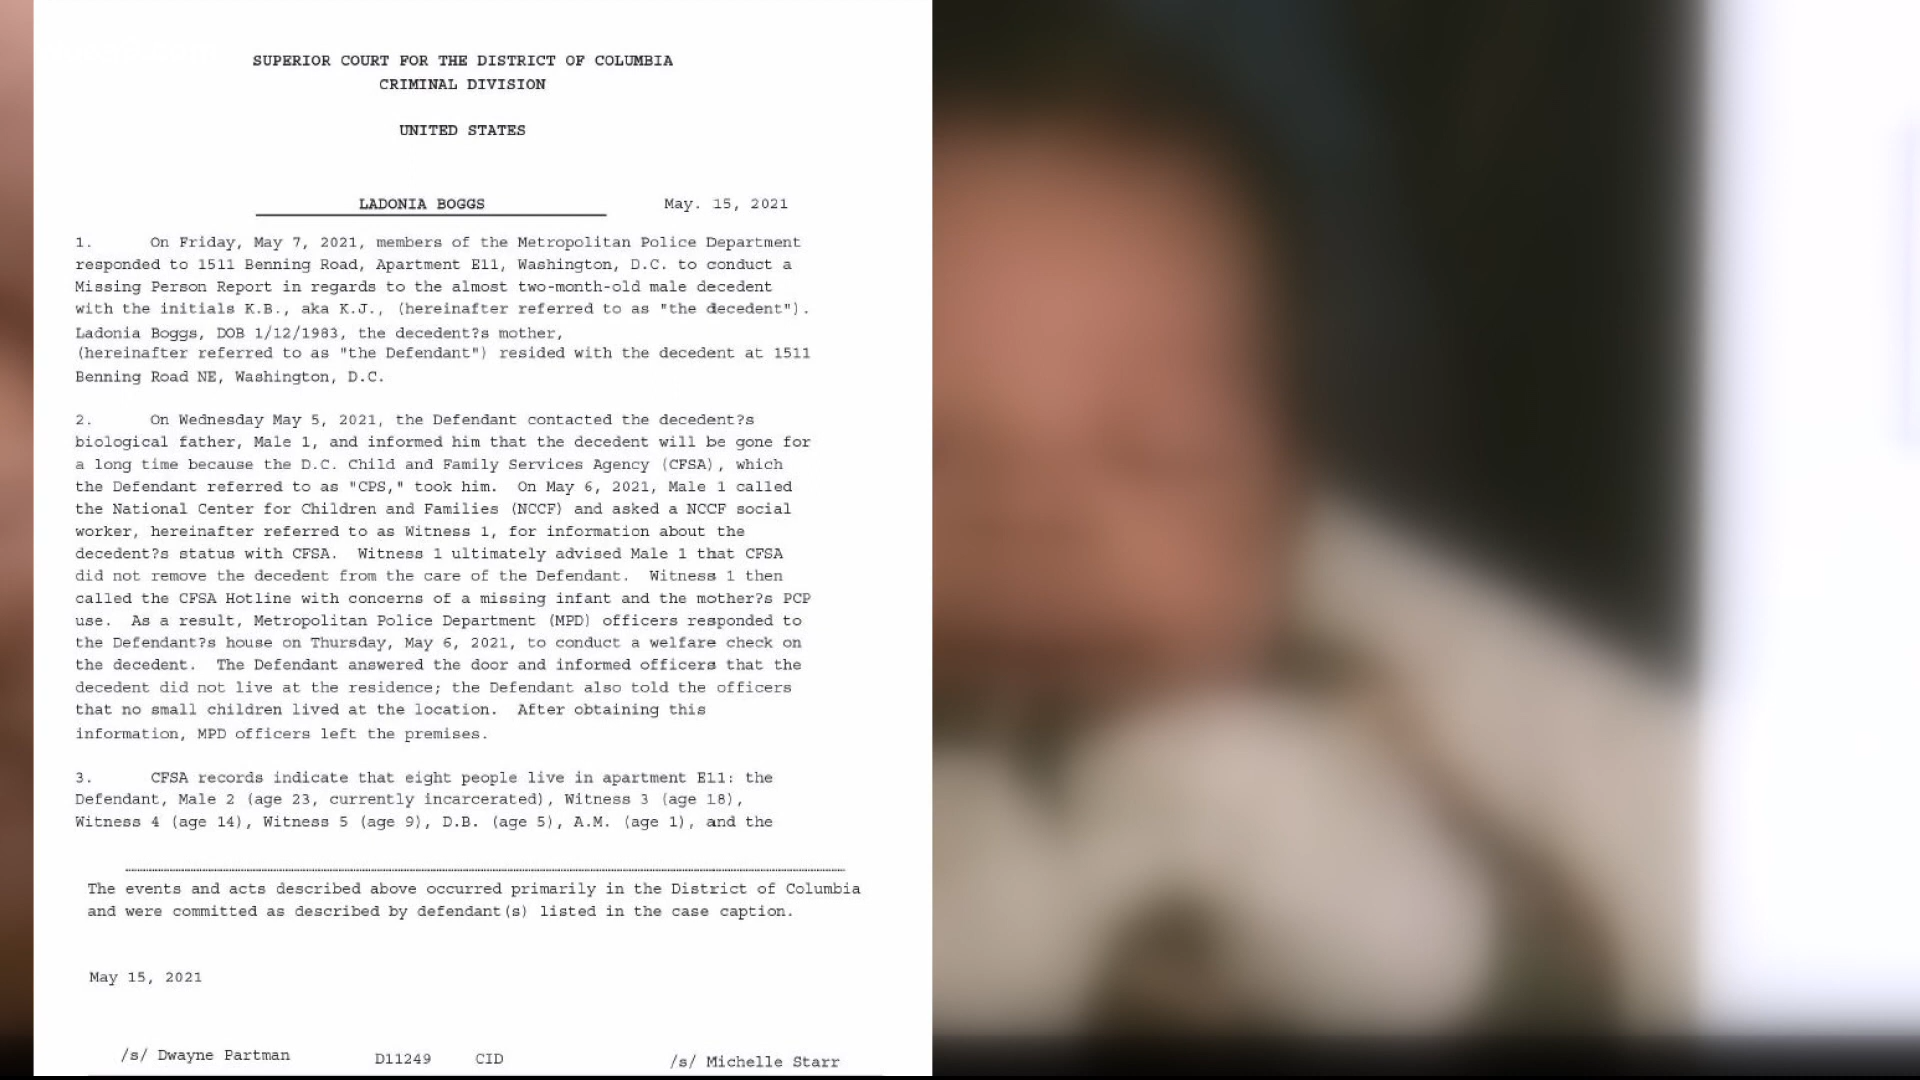 SUPERIOR COURT FOR THE DISTRICT OF COLUMBIA
CRIMINAL DIVISION
UNITED STATES
LADONIA BOGGS May. 15, 2021
1. On Friday, May 7, 2021, members of the Metropolitan Police Department
responded to 1511 Benning Road, Apartment E11, Washington, D.C. to conduct a
Missing Person Report in regards to the almost two-month-old male decedent
with the initials K.B., aka K.J., (hereinafter referred to as "the decedent").
Ladonia Boggs, DOB 1/12/1983, the decedent?s mother,
(hereinafter referred to as "the Defendant") resided with the decedent at 1511
Benning Road NE, Washington, D.C.
2. On Wednesday May 5, 2021, the Defendant contacted the decedent?s
biological father, Male 1, and informed him that the decedent will be gone for
a long time because the D.C. Child and Family Services Agency (CFSA), which
the Defendant referred to as "CPS," took him. On May 6, 2021, Male 1 called
the National Center for Children and Families (NCCF) and asked a NCCF social
worker, hereinafter referred to as Witness 1, for information about the
decedent?s status with CFSA. Witness 1 ultimately advised Male 1 that CFSA
did not remove the decedent from the care of the Defendant. Witness 1 then
called the CFSA Hotline with concerns of a missing infant and the mother?s PCP
use. As a result, Metropolitan Police Department (MPD) officers responded to
the Defendant?s house on Thursday, May 6, 2021, to conduct a welfare check on
the decedent. The Defendant answered the door and informed officers that the
decedent did not live at the residence; the Defendant also told the officers
that no small children lived at the location. After obtaining this
information, MPD officers left the premises.
3. CFSA records indicate that eight people live in apartment E11: the
Defendant, Male 2 (age 23, currently incarcerated), Witness 3 (age 18),
Witness 4 (age 14), Witness 5 (age 9), D.B. (age 5), A.M. (age 1), and the
The events and acts described above occurred primarily in the District of Columbia
and were committed as described by defendant(s) listed in the case caption.
May 15, 2021
/s/ Dwayne Partman D11249 CID /s/ Michelle Starr